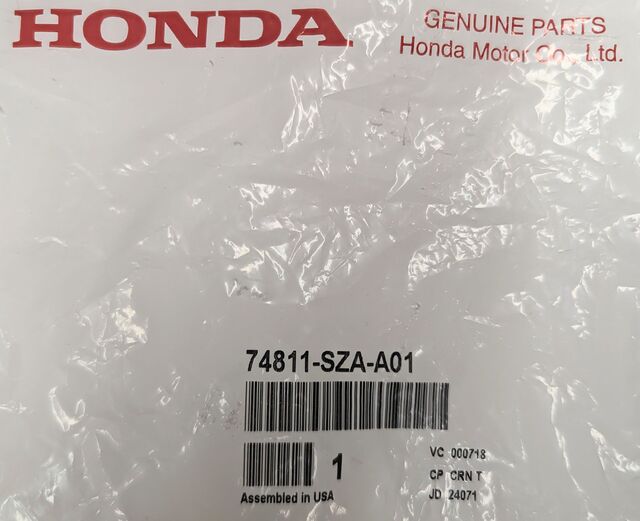 HONDA
GENUINE PARTS
Honda Motor Co., Ltd.
74811-SZA-A01
1
Assembled in USA
VC 000718
CP CRN T
JD 24071